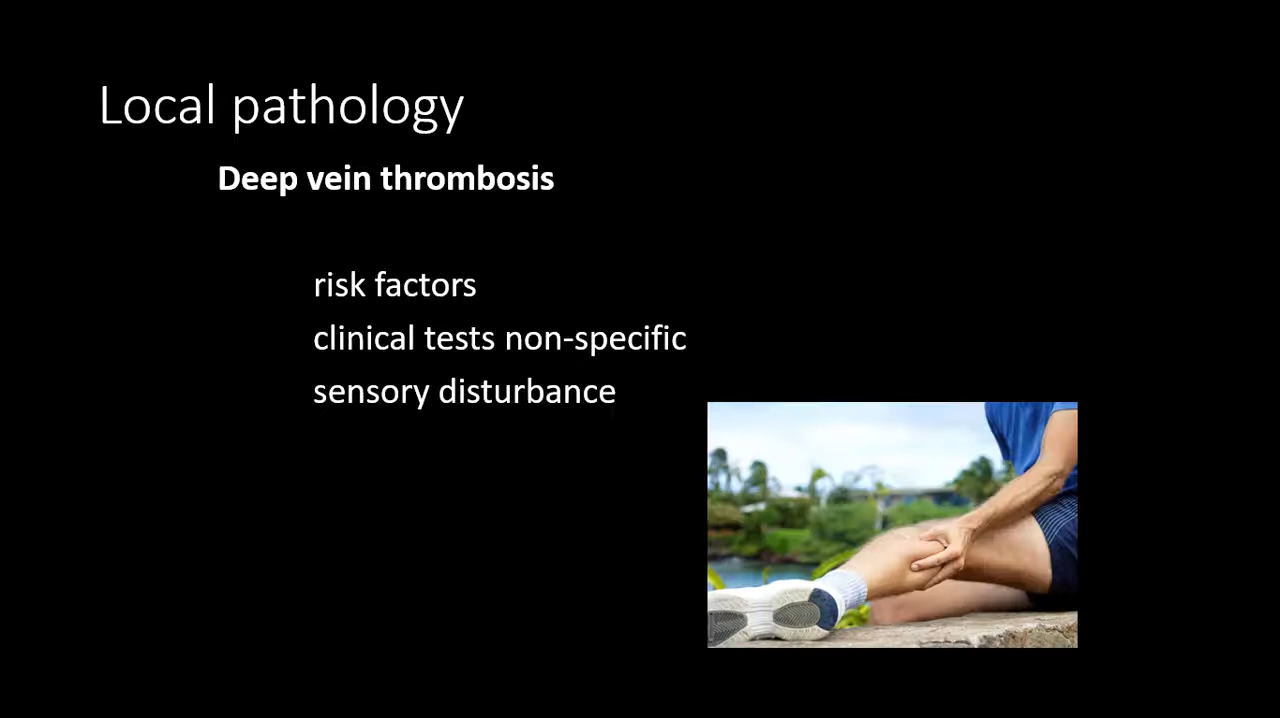 Local pathology
Deep vein thrombosis
risk factors
clinical tests non-specific
sensory disturbance